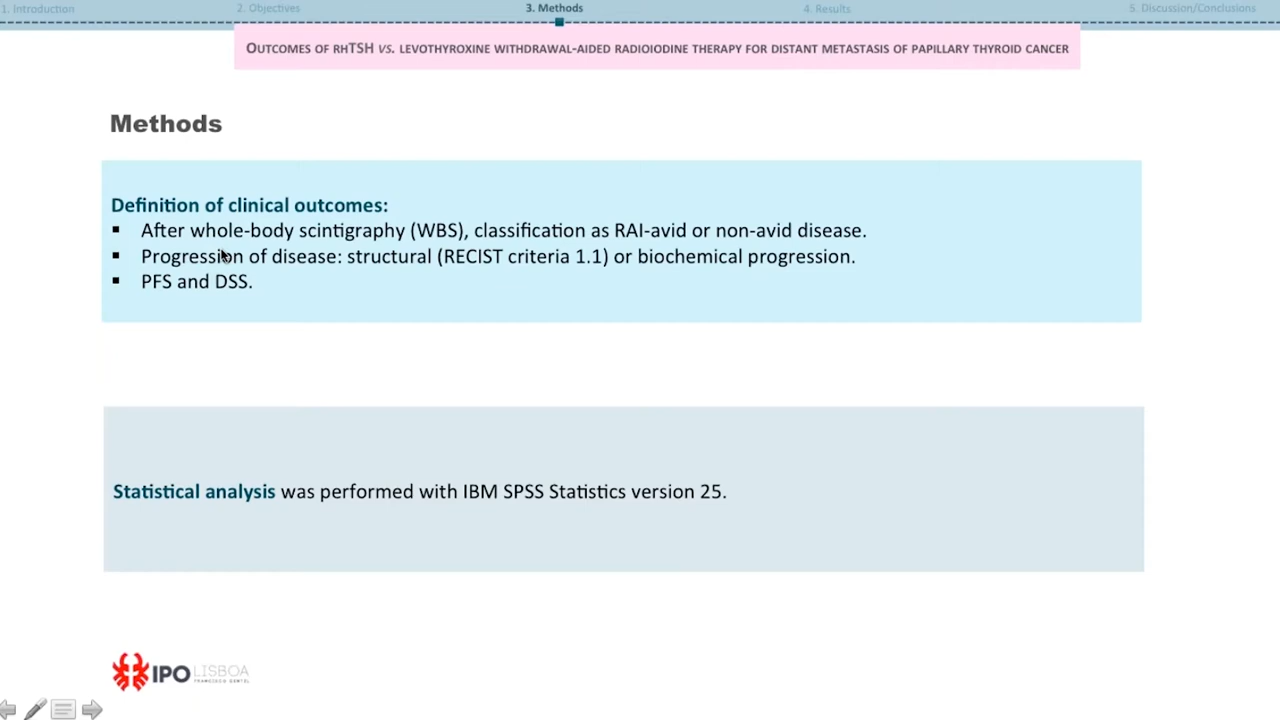 1. Introduction
2. Objectives
3. Methods
4. Results
5. Discussion/Conclusions
OUTCOMES OF RHTSH VS. LEVOTHYROXINE WITHDRAWAL-AIDED RADIOIODINE THERAPY FOR DISTANT METASTASIS OF PAPILLARY THYROID CANCER
Methods
Definition of clinical outcomes:
▪ After whole-body scintigraphy (WBS), classification as RAI-avid or non-avid disease.
▪ Progression of disease: structural (RECIST criteria 1.1) or biochemical progression.
▪ PFS and DSS.
Statistical analysis was performed with IBM SPSS Statistics version 25.
IPO LISBOA
FRANCISCO GENTIL